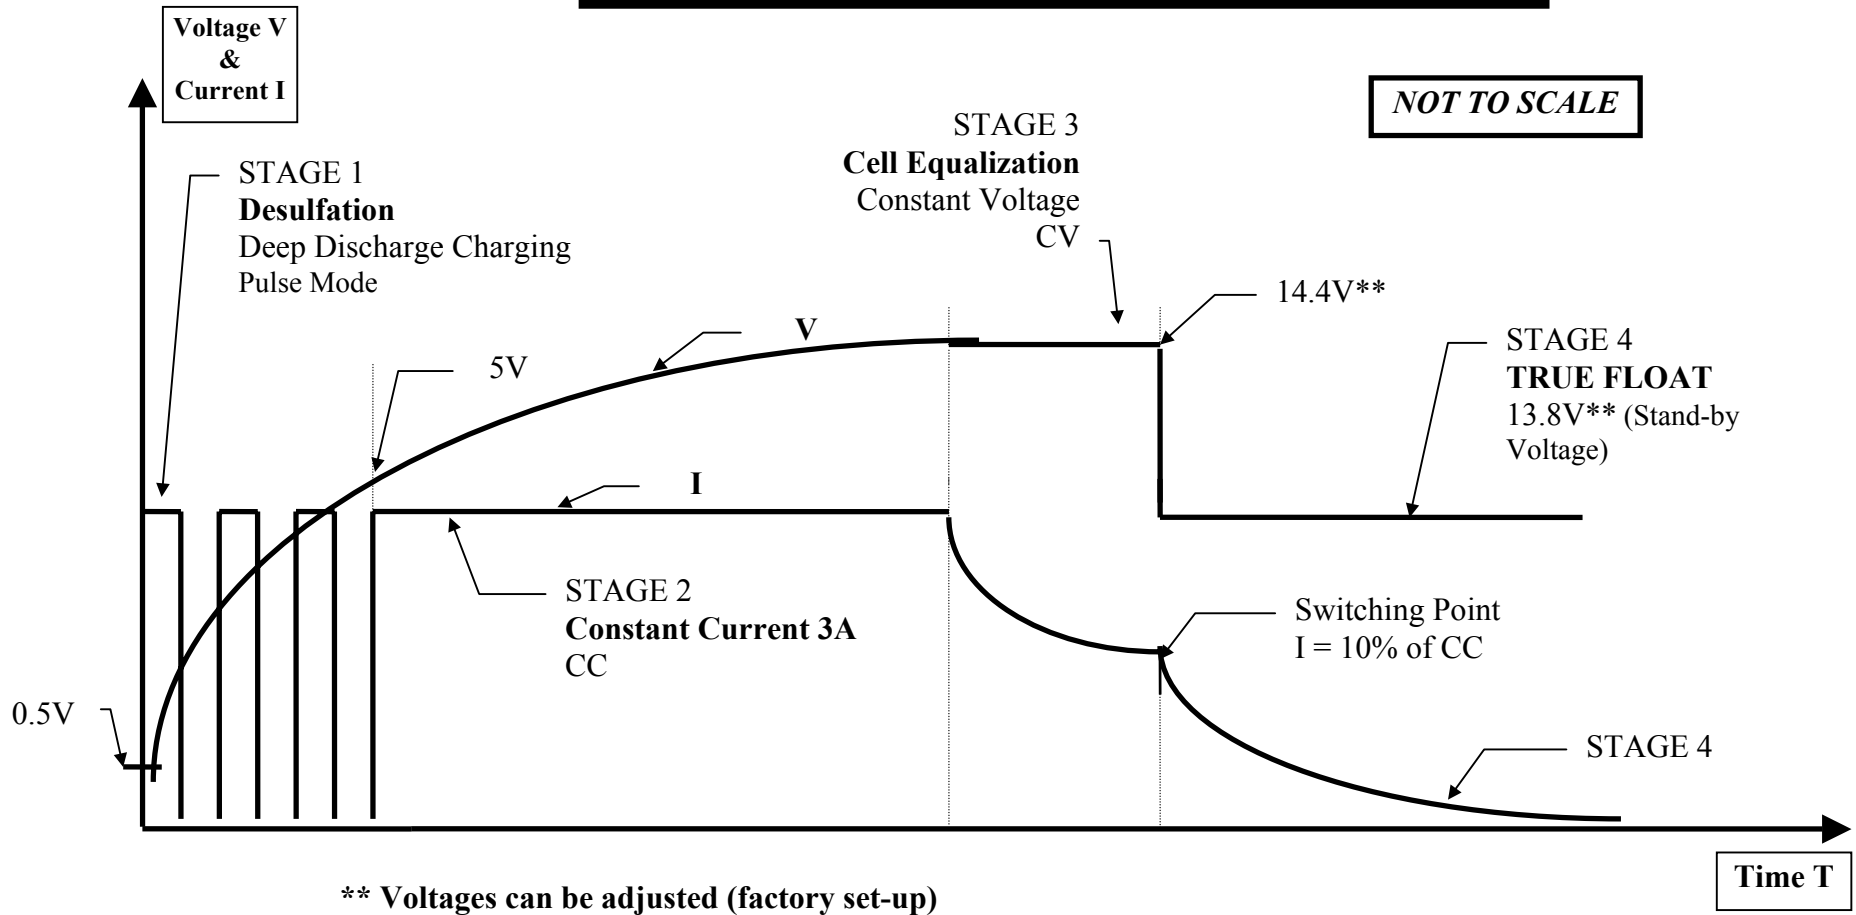 Voltage V
&
Current I
NOT TO SCALE
STAGE 1
Desulfation
Deep Discharge Charging
Pulse Mode
STAGE 3
Cell Equalization
Constant Voltage
CV
14.4V**
V
5V
STAGE 4
TRUE FLOAT
13.8V** (Stand-by
Voltage)
I
STAGE 2
Constant Current 3A
CC
Switching Point
I = 10% of CC
0.5V
STAGE 4
Time T
** Voltages can be adjusted (factory set-up)